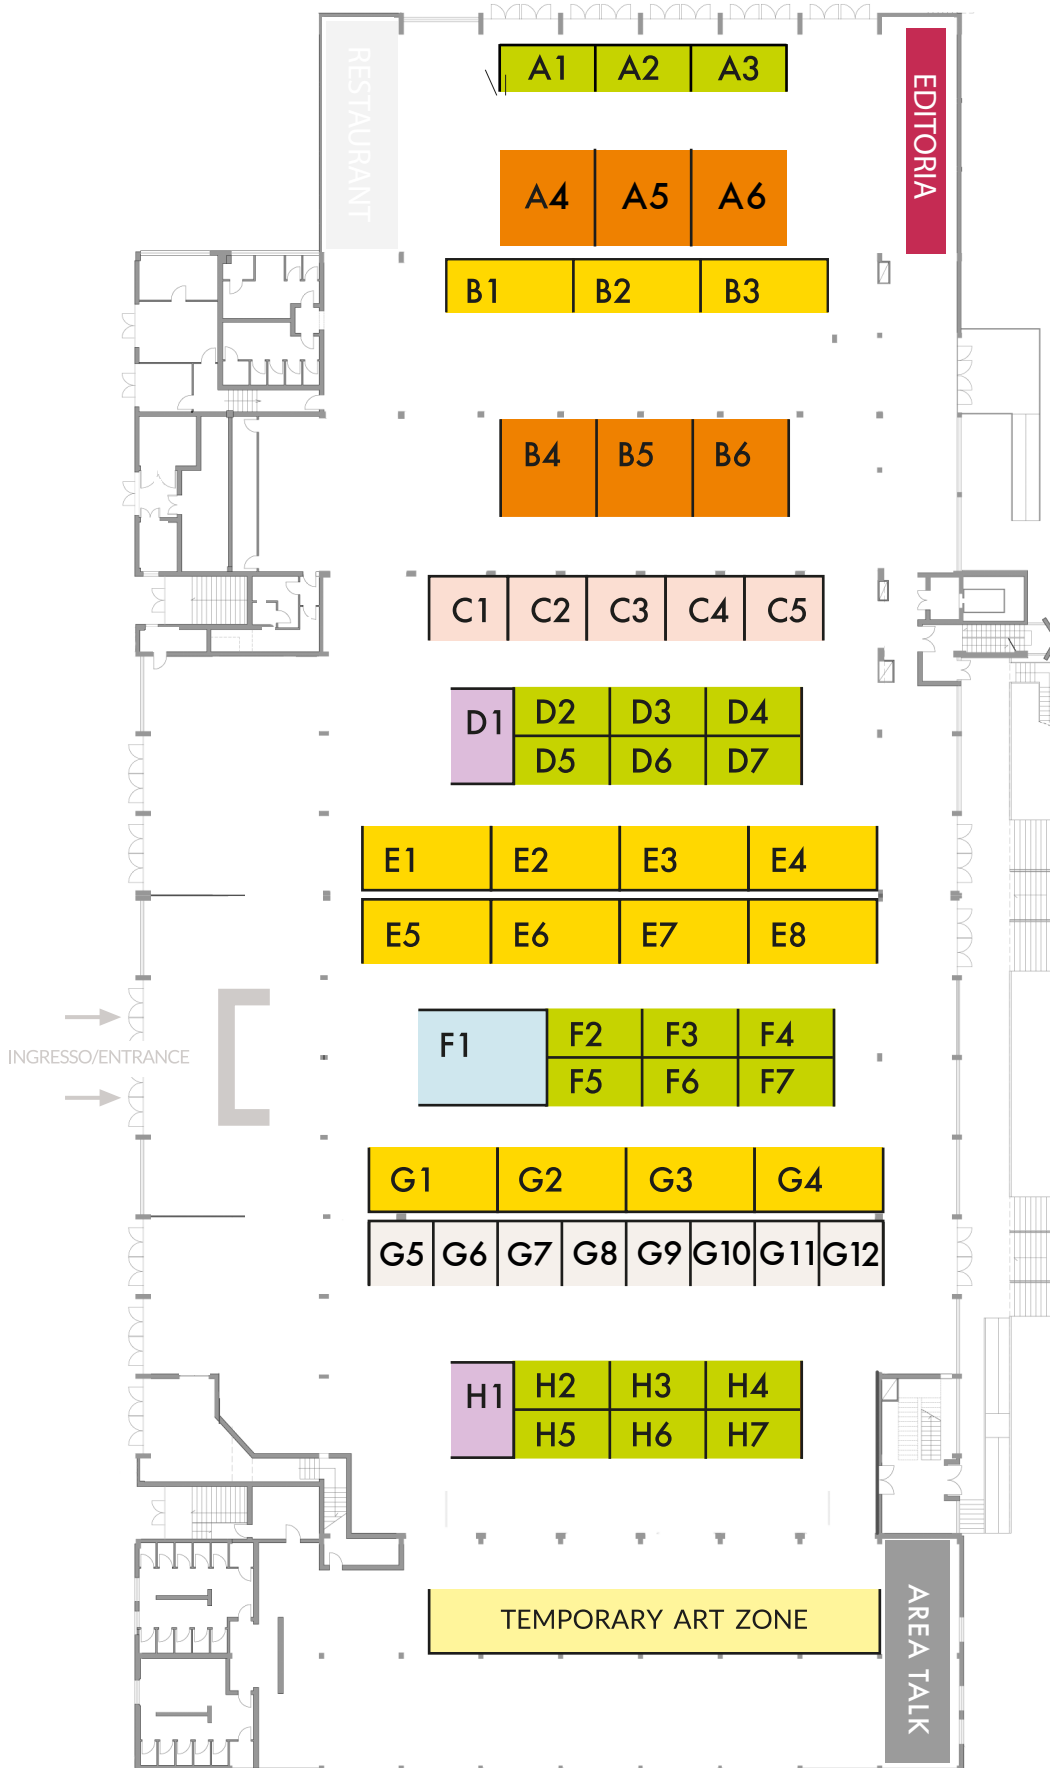 RESTAURANT
EDITORIA
A1 A2 A3
A4 A5 A6
B1 B2 B3
B4 B5 B6
C1 C2 C3 C4 C5
D1 D2 D3 D4
D5 D6 D7
E1 E2 E3 E4
E5 E6 E7 E8
INGRESSO/ENTRANCE
F1 F2 F3 F4
F5 F6 F7
G1 G2 G3 G4
G5 G6 G7 G8 G9 G10 G11 G12
H1 H2 H3 H4
H5 H6 H7
TEMPORARY ART ZONE
AREA TALK